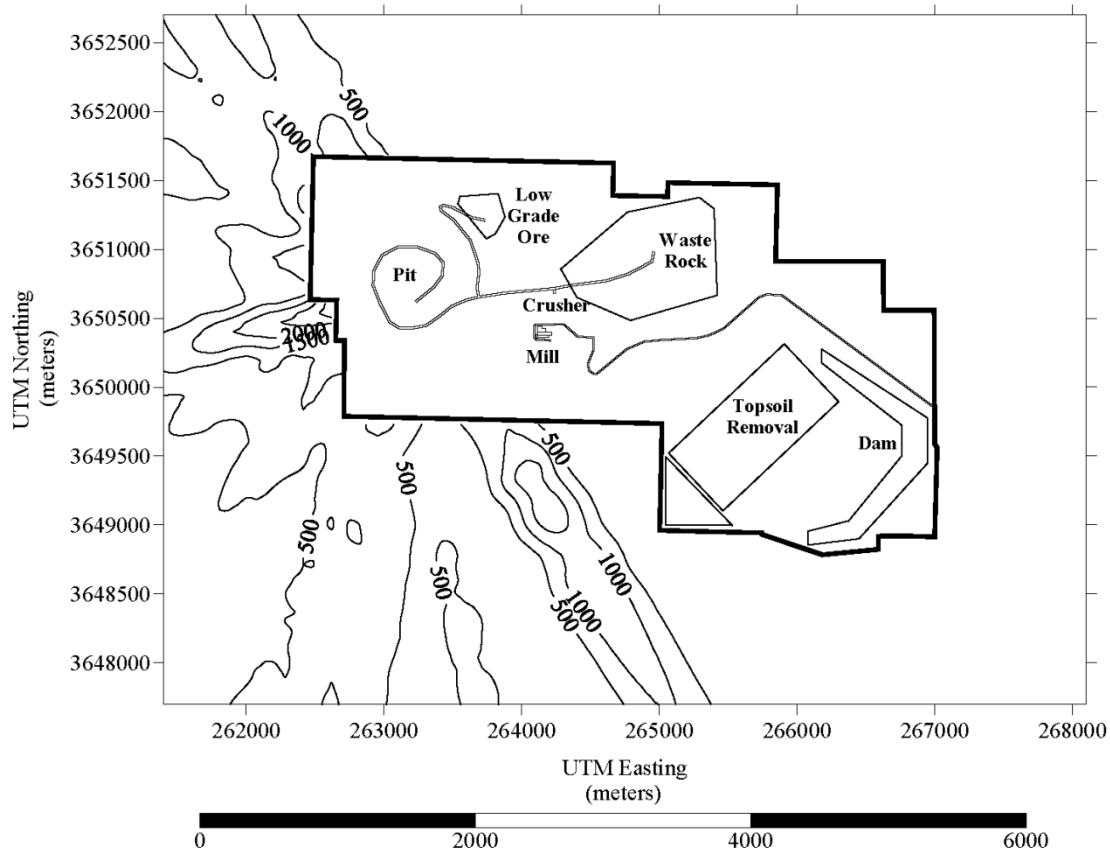 3652500
3652000
3651500
3651000
3650500
3650000
3649500
3649000
3648500
3648000
UTM Northing
(meters)
500
1000
2000
1500
Low
Grade
Ore
Waste
Rock
Pit
Crusher
Mill
Topsoil
Removal
Dam
500
500
500
500
1000
1000
500
262000
263000
264000
265000
266000
267000
268000
UTM Easting
(meters)
0
2000
4000
6000